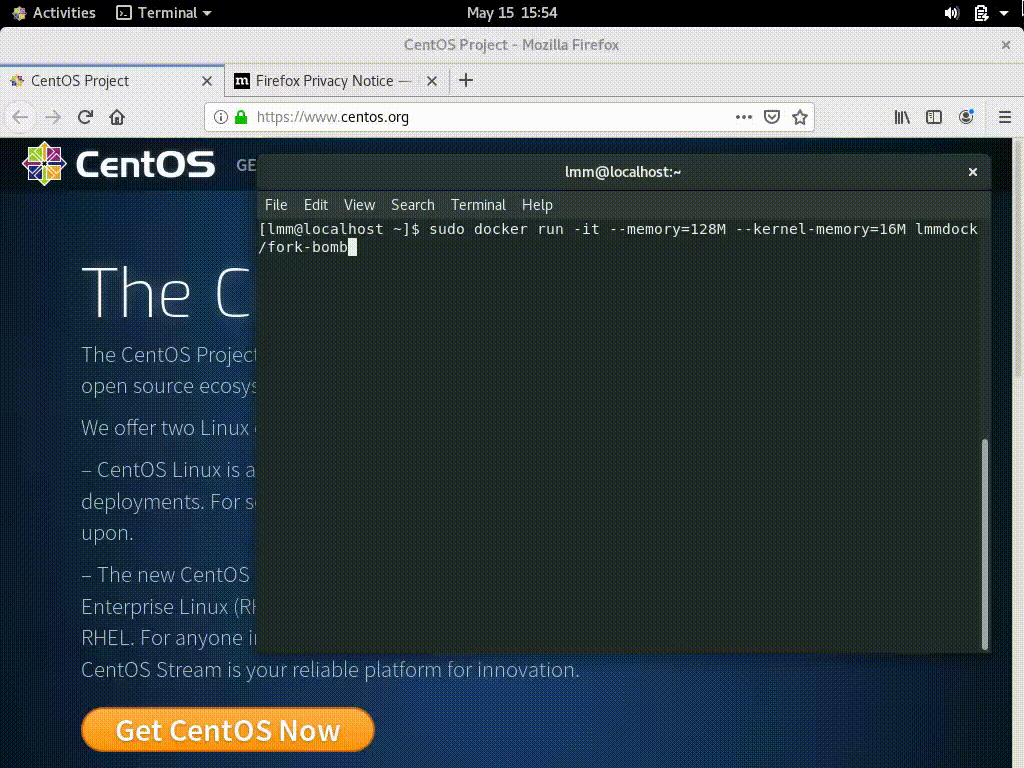 Activities Terminal May 15 15:54
CentOS Project - Mozilla Firefox
CentOS Project Firefox Privacy Notice —
https://www.centos.org
CentOS GE
lmm@localhost:~
File Edit View Search Terminal Help
[lmm@localhost ~]$ sudo docker run -it --memory=128M --kernel-memory=16M lmmdock
/fork-bomb
The C
The CentOS Project
open source ecosys
We offer two Linux
– CentOS Linux is a
deployments. For s
upon.
– The new CentOS
Enterprise Linux (RH
RHEL. For anyone i
CentOS Stream is your reliable platform for innovation.
Get CentOS Now